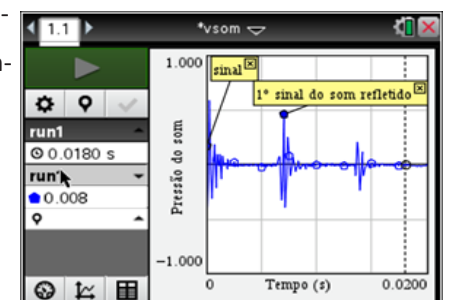 -
1.1
*vsom
n-
1.000
sinal
1° sinal do som refletido
run1
0.0180 s
0.008
Pressão do som
−1.000
0
Tempo (s)
0.0200